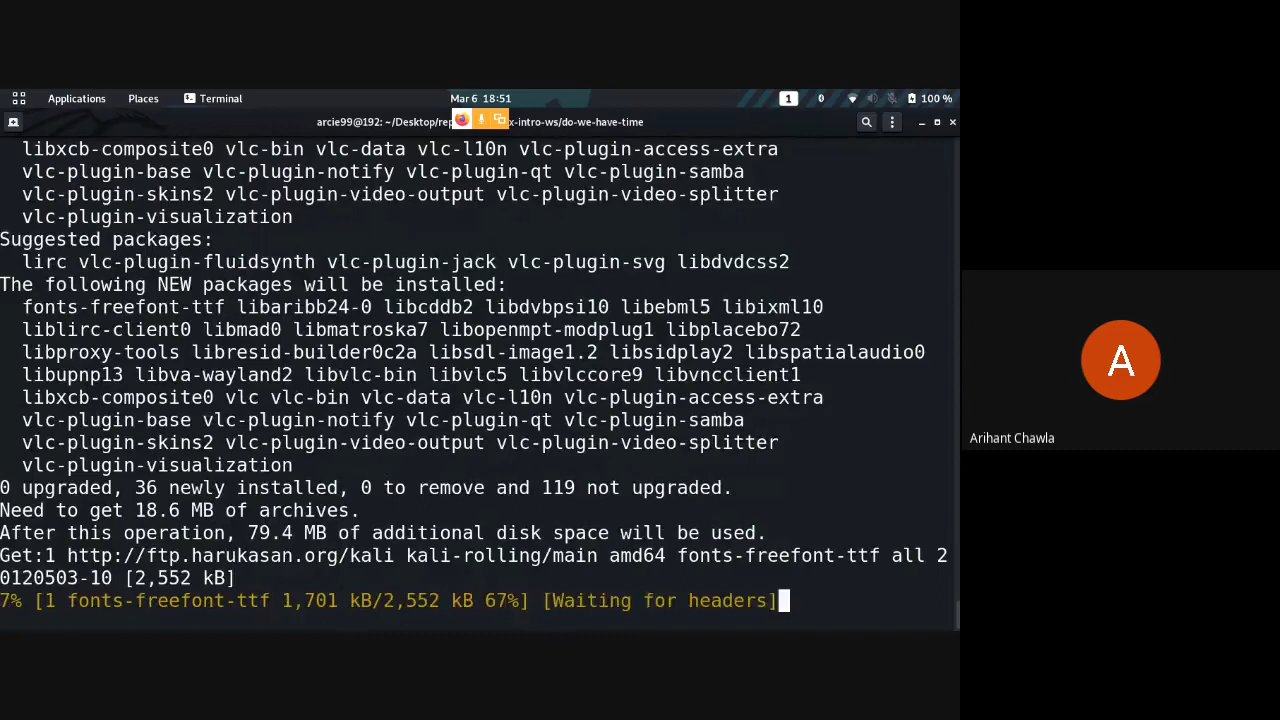 Applications Places Terminal Mar 6 18:51 1 0 100 %
arcie99@192: ~/Desktop/rep x-intro-ws/do-we-have-time
libxcb-composite0 vlc-bin vlc-data vlc-l10n vlc-plugin-access-extra
vlc-plugin-base vlc-plugin-notify vlc-plugin-qt vlc-plugin-samba
vlc-plugin-skins2 vlc-plugin-video-output vlc-plugin-video-splitter
vlc-plugin-visualization
Suggested packages:
lirc vlc-plugin-fluidsynth vlc-plugin-jack vlc-plugin-svg libdvdcss2
The following NEW packages will be installed:
fonts-freefont-ttf libaribb24-0 libcddb2 libdvbpsi10 libebml5 libixml10
liblirc-client0 libmad0 libmatroska7 libopenmpt-modplug1 libplacebo72
libproxy-tools libresid-builder0c2a libsdl-image1.2 libsidplay2 libspatialaudio0
libupnp13 libva-wayland2 libvlc-bin libvlc5 libvlccore9 libvncclient1
libxcb-composite0 vlc vlc-bin vlc-data vlc-l10n vlc-plugin-access-extra
vlc-plugin-base vlc-plugin-notify vlc-plugin-qt vlc-plugin-samba
vlc-plugin-skins2 vlc-plugin-video-output vlc-plugin-video-splitter
vlc-plugin-visualization
0 upgraded, 36 newly installed, 0 to remove and 119 not upgraded.
Need to get 18.6 MB of archives.
After this operation, 79.4 MB of additional disk space will be used.
Get:1 http://ftp.harukasan.org/kali kali-rolling/main amd64 fonts-freefont-ttf all 2
0120503-10 [2,552 kB]
7% [1 fonts-freefont-ttf 1,701 kB/2,552 kB 67%] [Waiting for headers]
A
Arihant Chawla